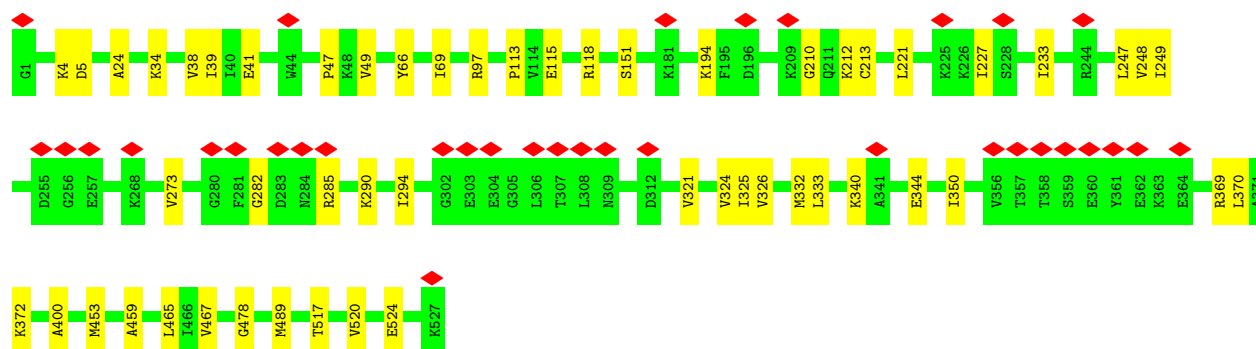 G1 K4 D5 A24 K34 V38 I39 I40 E41 W44 P47 K48 V49 Y66 I69 R97 P113 V114 E115 R118 S151 K181 K194 F195 D196 K209 G210 Q211 K212 C213 L221 K225 K226 I227 S228 I233 R244 L247 V248 I249
D255 G256 E257 K268 V273 G280 F281 G282 D283 N284 R285 K290 I294 G302 E303 E304 G305 L306 T307 L308 N309 D312 V321 V324 I325 V326 M332 L333 K340 A341 E344 I350 V356 T357 T358 S359 E360 Y361 E362 K363 E364 R369 L370 A371
K372 A400 M453 A459 L465 I466 V467 G478 M489 T517 V520 E524 K527